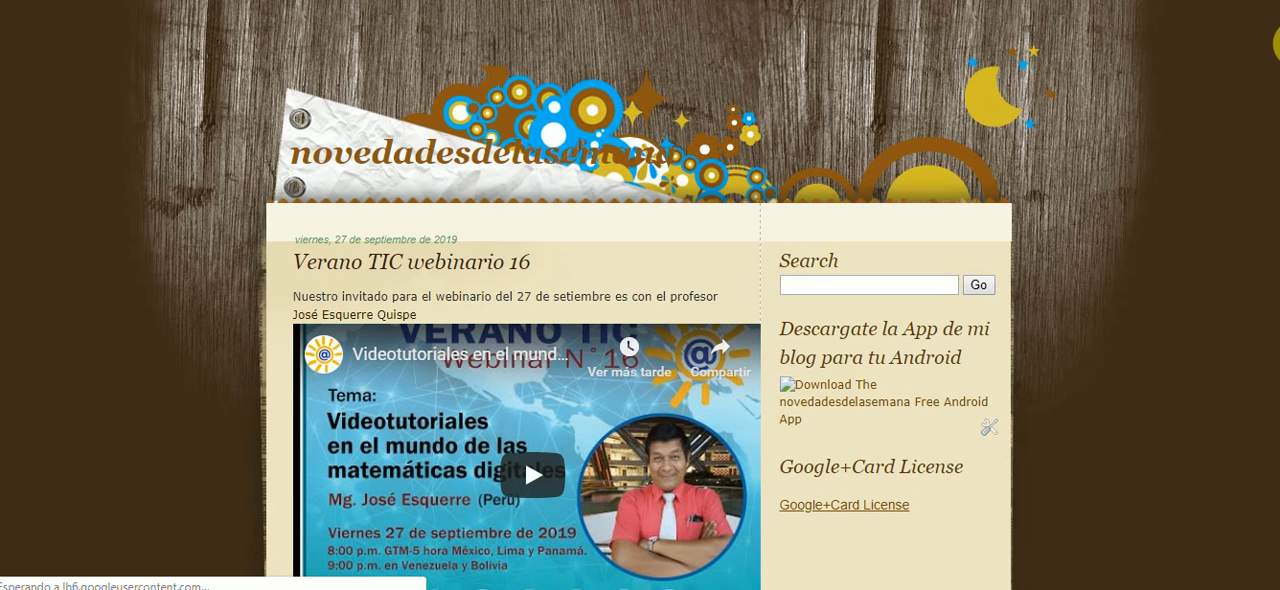 novedadesdelasemana
viernes, 27 de septiembre de 2019
Verano TIC webinario 16
Nuestro invitado para el webinario del 27 de setiembre es con el profesor
José Esquerre Quispe
VERANO TIC
Webinar N°16
Videotutoriales en el mund...
Ver más tarde
Compartir
Tema:
Videotutoriales
en el mundo de las
matemáticas digitales
Mg. José Esquerre (Perú)
Viernes 27 de septiembre de 2019
8:00 p.m. GTM-5 hora México, Lima y Panamá.
9:00 p.m. en Venezuela y Bolivia
Search
Go
Descargate la App de mi
blog para tu Android
Download The
novedadesdelasemana Free Android
App
Google+Card License
Google+Card License
Esperando a lh6.googleusercontent.com...